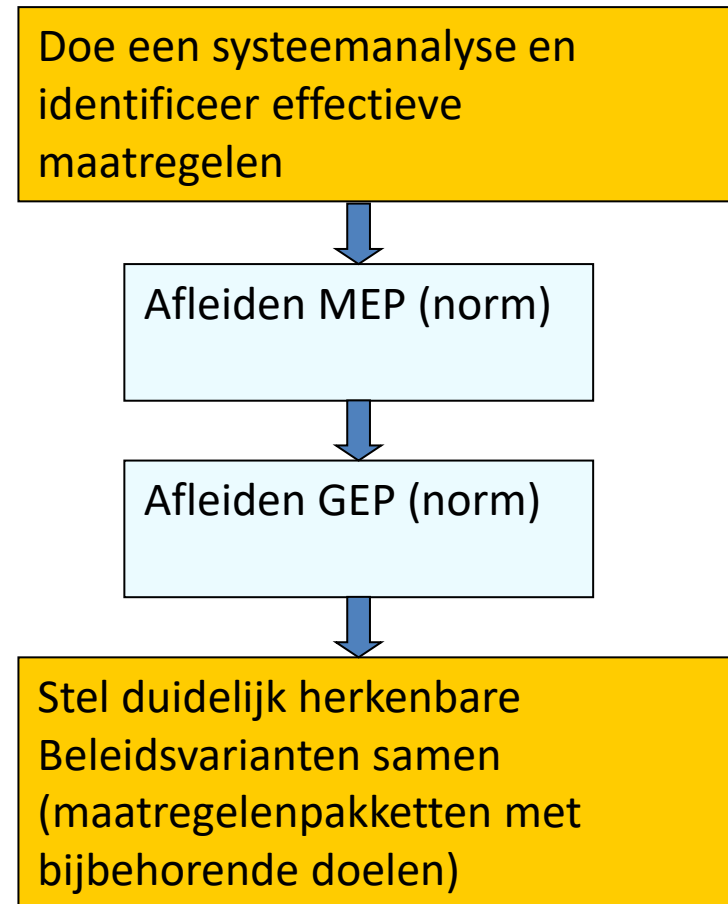 Doe een systeemanalyse en
identificeer effectieve
maatregelen
Afleiden MEP (norm)
Afleiden GEP (norm)
Stel duidelijk herkenbare
Beleidsvarianten samen
(maatregelenpakketten met
bijbehorende doelen)